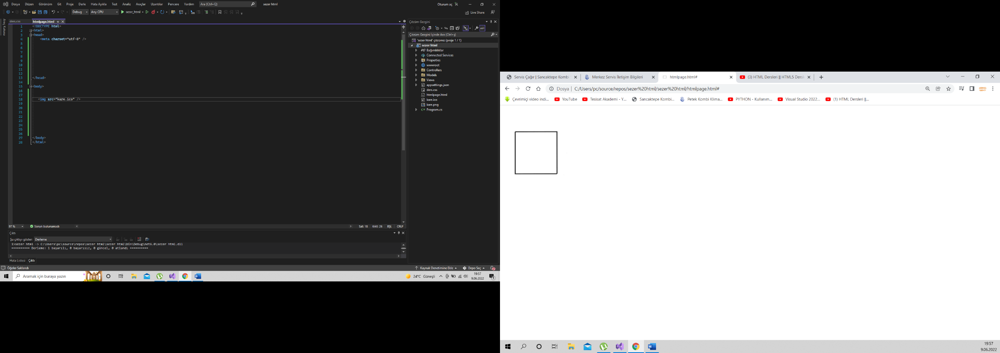 Dosya Düzen Görünüm Git Proje Derle Hata Ayıkla Test Analiz Araçlar Uzantılar Pencere Yardım Ara (Ctrl+Q) sezer html Oturum aç
Debug Any CPU sezer_html Live Share
Araç Kutusu
ders.css htmlpage.html
1 <!DOCTYPE html>
2 <html>
3 <head>
4 <meta charset="utf-8" />
5
6
7
8
9
10
11
12
13 </head>
14
15 <body>
16
17
18 <img src="kare.ico" />
19
20
21
22
23
24
25
26
27 </body>
28 </html>
97 % Sorun bulunamadı Sat: 18 Krkt: 26 BŞL CRLF
Çıktı
Şu çıktıyı göster: Derleme
1>sezer html -> C:\Users\pc\source\repos\sezer html\sezer html\bin\Debug\net6.0\sezer html.dll
========== Derleme: 1 başarılı, 0 başarısız, 0 güncel, 0 atlandı ==========
Hata Listesi Çıktı
Öğeler Saklandı Kaynak Denetimine Ekle Depo Seç 2
Çözüm Gezgini
Çözüm Gezgini İçinde Ara (Ctrl+ş)
'sezer html' çözümü (proje 1 / 1)
sezer html
Bağımlılıklar
Connected Services
Properties
wwwroot
Controllers
Models
Views
appsettings.json
ders.css
htmlpage.html
kare.ico
kare.png
C# Program.cs
Aramak için buraya yazın 24°C Güneşli 19:57
9.06.2022 1
Servis Çağır | Sancaktepe Kombi Merkez Servis İletişim Bilgileri htmlpage.html# (3) HTML Dersleri || HTML5 Dersl
Dosya | C:/Users/pc/source/repos/sezer%20html/sezer%20html/htmlpage.html#
Çevrimiçi video indi... YouTube Tesisat Akademi - Y... Sancaktepe Kombi... Petek Kombi Klima... PYTHON - Kullanım... Visual Studio 2022... (1) HTML Dersleri ||...
19:57
9.06.2022